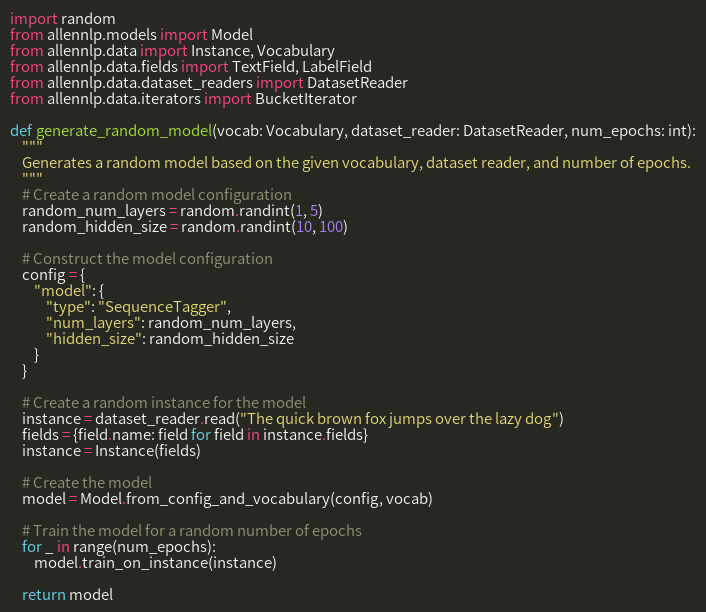 import random
from allennlp.models import Model
from allennlp.data import Instance, Vocabulary
from allennlp.data.fields import TextField, LabelField
from allennlp.data.dataset_readers import DatasetReader
from allennlp.data.iterators import BucketIterator

def generate_random_model(vocab: Vocabulary, dataset_reader: DatasetReader, num_epochs: int):
    """
    Generates a random model based on the given vocabulary, dataset reader, and number of epochs.
    """
    # Create a random model configuration
    random_num_layers = random.randint(1, 5)
    random_hidden_size = random.randint(10, 100)

    # Construct the model configuration
    config = {
        "model": {
            "type": "SequenceTagger",
            "num_layers": random_num_layers,
            "hidden_size": random_hidden_size
        }
    }

    # Create a random instance for the model
    instance = dataset_reader.read("The quick brown fox jumps over the lazy dog")
    fields = {field.name: field for field in instance.fields}
    instance = Instance(fields)

    # Create the model
    model = Model.from_config_and_vocabulary(config, vocab)

    # Train the model for a random number of epochs
    for _ in range(num_epochs):
        model.train_on_instance(instance)

    return model